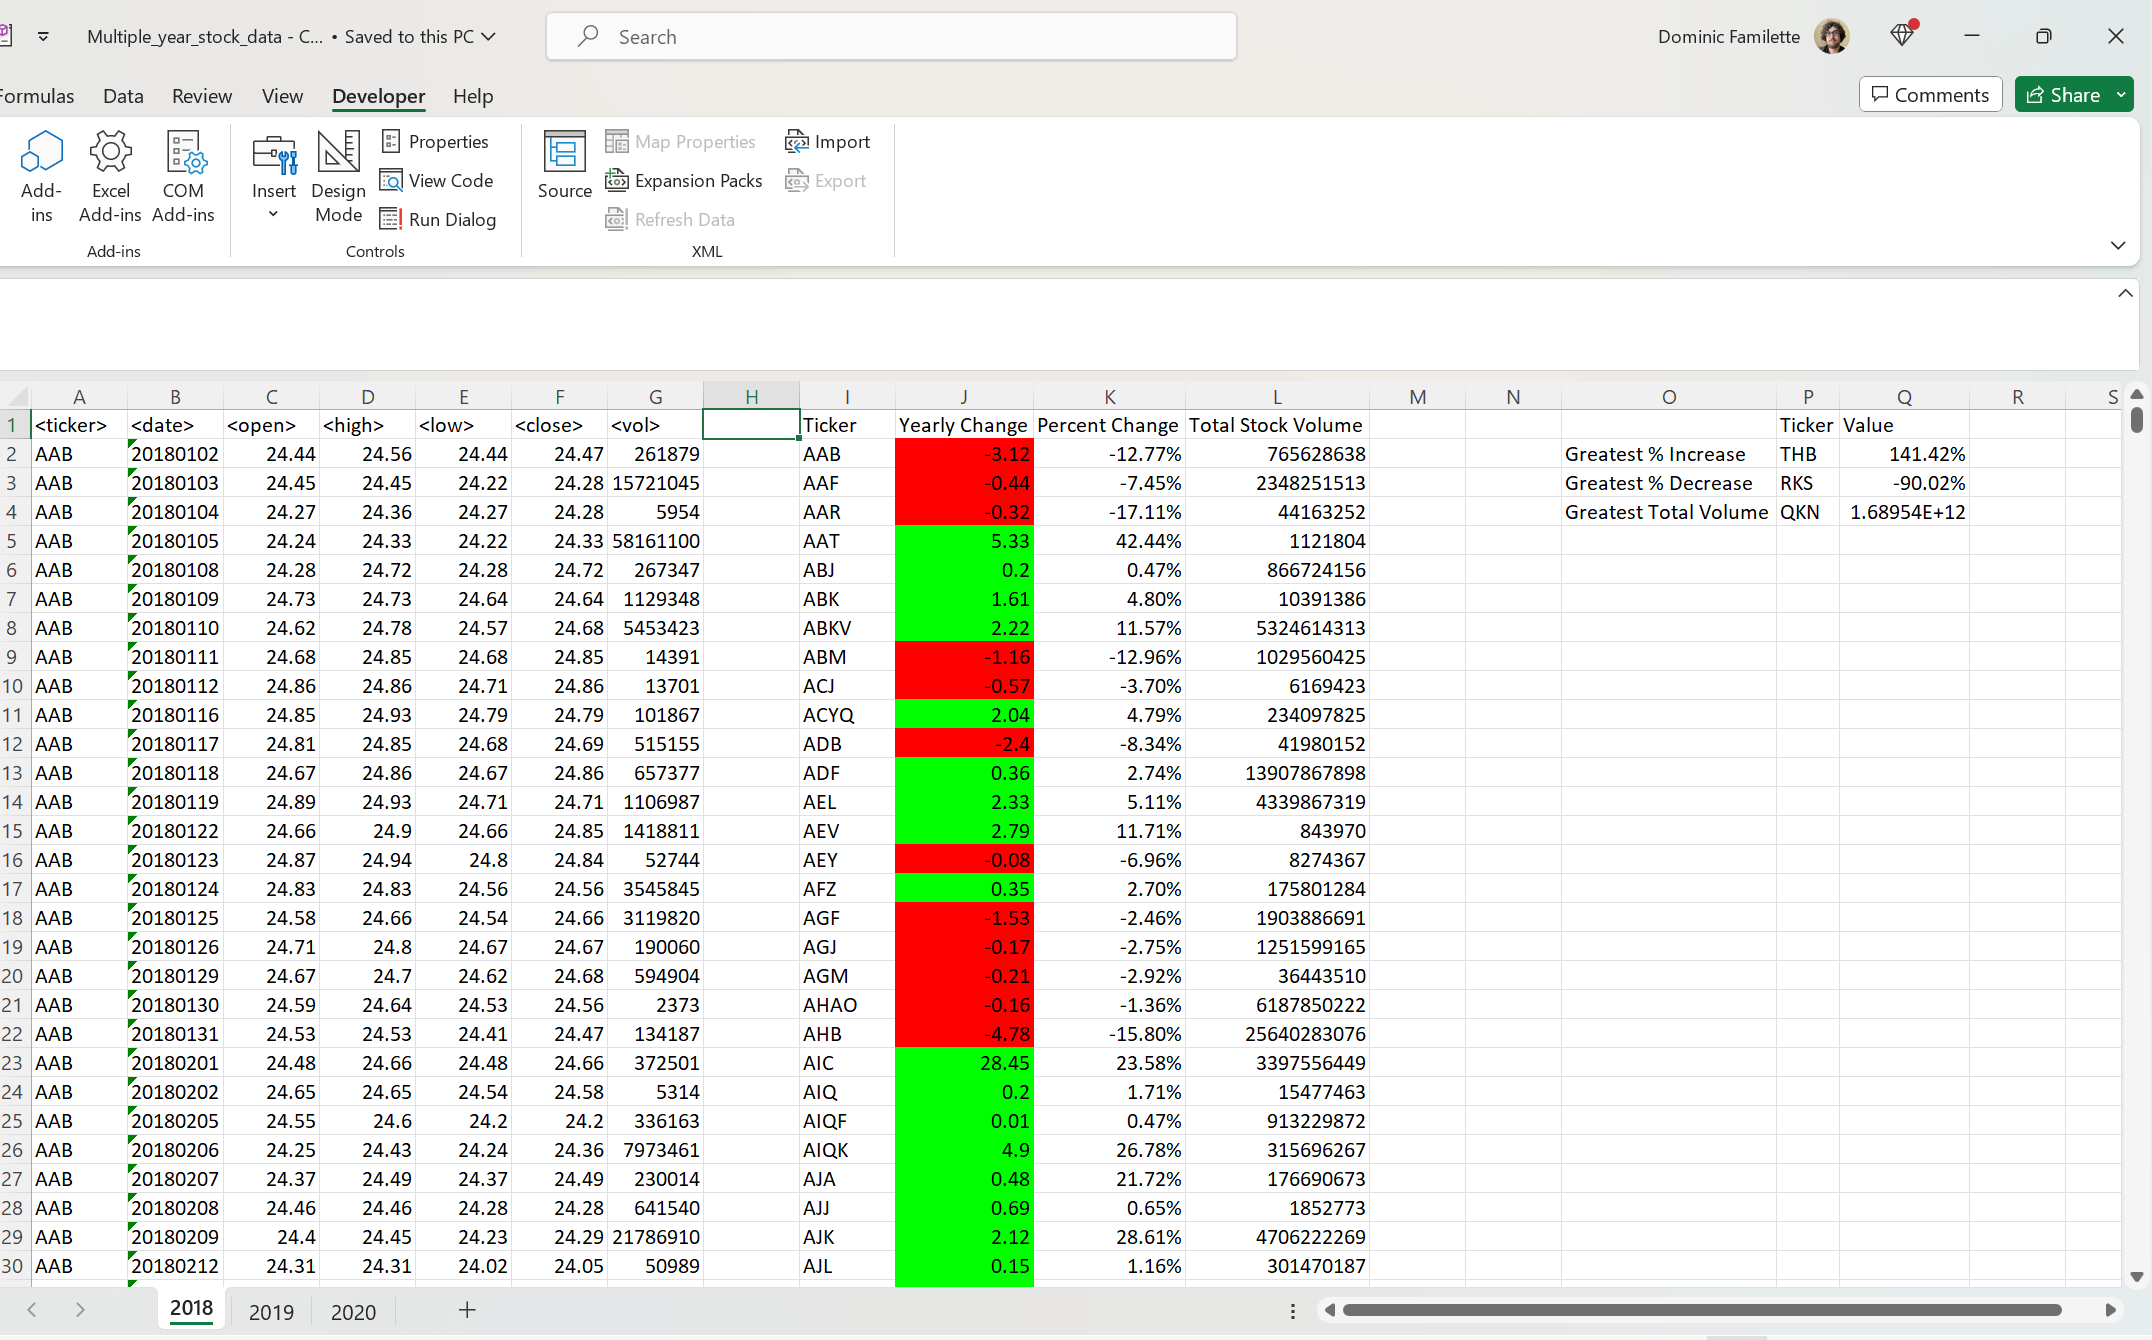 Multiple_year_stock_data - C... • Saved to this PC
Search
Dominic Familette
Formulas Data Review View Developer Help
Comments Share
Add-ins Excel Add-ins COM Add-ins
Add-ins
Insert Design Mode Properties View Code Run Dialog
Controls
Source Map Properties Expansion Packs Refresh Data Import Export
XML
A B C D E F G H I J K L M N O P Q R S
1 <ticker> <date> <open> <high> <low> <close> <vol> Ticker Yearly Change Percent Change Total Stock Volume Ticker Value
2 AAB 20180102 24.44 24.56 24.44 24.47 261879 AAB -3.12 -12.77% 765628638 Greatest % Increase THB 141.42%
3 AAB 20180103 24.45 24.45 24.22 24.28 15721045 AAF -0.44 -7.45% 2348251513 Greatest % Decrease RKS -90.02%
4 AAB 20180104 24.27 24.36 24.27 24.28 5954 AAR -0.32 -17.11% 44163252 Greatest Total Volume QKN 1.68954E+12
5 AAB 20180105 24.24 24.33 24.22 24.33 58161100 AAT 5.33 42.44% 1121804
6 AAB 20180108 24.28 24.72 24.28 24.72 267347 ABJ 0.2 0.47% 866724156
7 AAB 20180109 24.73 24.73 24.64 24.64 1129348 ABK 1.61 4.80% 10391386
8 AAB 20180110 24.62 24.78 24.57 24.68 5453423 ABKV 2.22 11.57% 5324614313
9 AAB 20180111 24.68 24.85 24.68 24.85 14391 ABM -1.16 -12.96% 1029560425
10 AAB 20180112 24.86 24.86 24.71 24.86 13701 ACJ -0.57 -3.70% 6169423
11 AAB 20180116 24.85 24.93 24.79 24.79 101867 ACYQ 2.04 4.79% 234097825
12 AAB 20180117 24.81 24.85 24.68 24.69 515155 ADB -2.4 -8.34% 41980152
13 AAB 20180118 24.67 24.86 24.67 24.86 657377 ADF 0.36 2.74% 13907867898
14 AAB 20180119 24.89 24.93 24.71 24.71 1106987 AEL 2.33 5.11% 4339867319
15 AAB 20180122 24.66 24.9 24.66 24.85 1418811 AEV 2.79 11.71% 843970
16 AAB 20180123 24.87 24.94 24.8 24.84 52744 AEY -0.08 -6.96% 8274367
17 AAB 20180124 24.83 24.83 24.56 24.56 3545845 AFZ 0.35 2.70% 175801284
18 AAB 20180125 24.58 24.66 24.54 24.66 3119820 AGF -1.53 -2.46% 1903886691
19 AAB 20180126 24.71 24.8 24.67 24.67 190060 AGJ -0.17 -2.75% 1251599165
20 AAB 20180129 24.67 24.7 24.62 24.68 594904 AGM -0.21 -2.92% 36443510
21 AAB 20180130 24.59 24.64 24.53 24.56 2373 AHAO -0.16 -1.36% 6187850222
22 AAB 20180131 24.53 24.53 24.41 24.47 134187 AHB -4.78 -15.80% 25640283076
23 AAB 20180201 24.48 24.66 24.48 24.66 372501 AIC 28.45 23.58% 3397556449
24 AAB 20180202 24.65 24.65 24.54 24.58 5314 AIQ 0.2 1.71% 15477463
25 AAB 20180205 24.55 24.6 24.2 24.2 336163 AIQF 0.01 0.47% 913229872
26 AAB 20180206 24.25 24.43 24.24 24.36 7973461 AIQK 4.9 26.78% 315696267
27 AAB 20180207 24.37 24.49 24.37 24.49 230014 AJA 0.48 21.72% 176690673
28 AAB 20180208 24.46 24.46 24.28 24.28 641540 AJJ 0.69 0.65% 1852773
29 AAB 20180209 24.4 24.45 24.23 24.29 21786910 AJK 2.12 28.61% 4706222269
30 AAB 20180212 24.31 24.31 24.02 24.05 50989 AJL 0.15 1.16% 301470187
2018 2019 2020